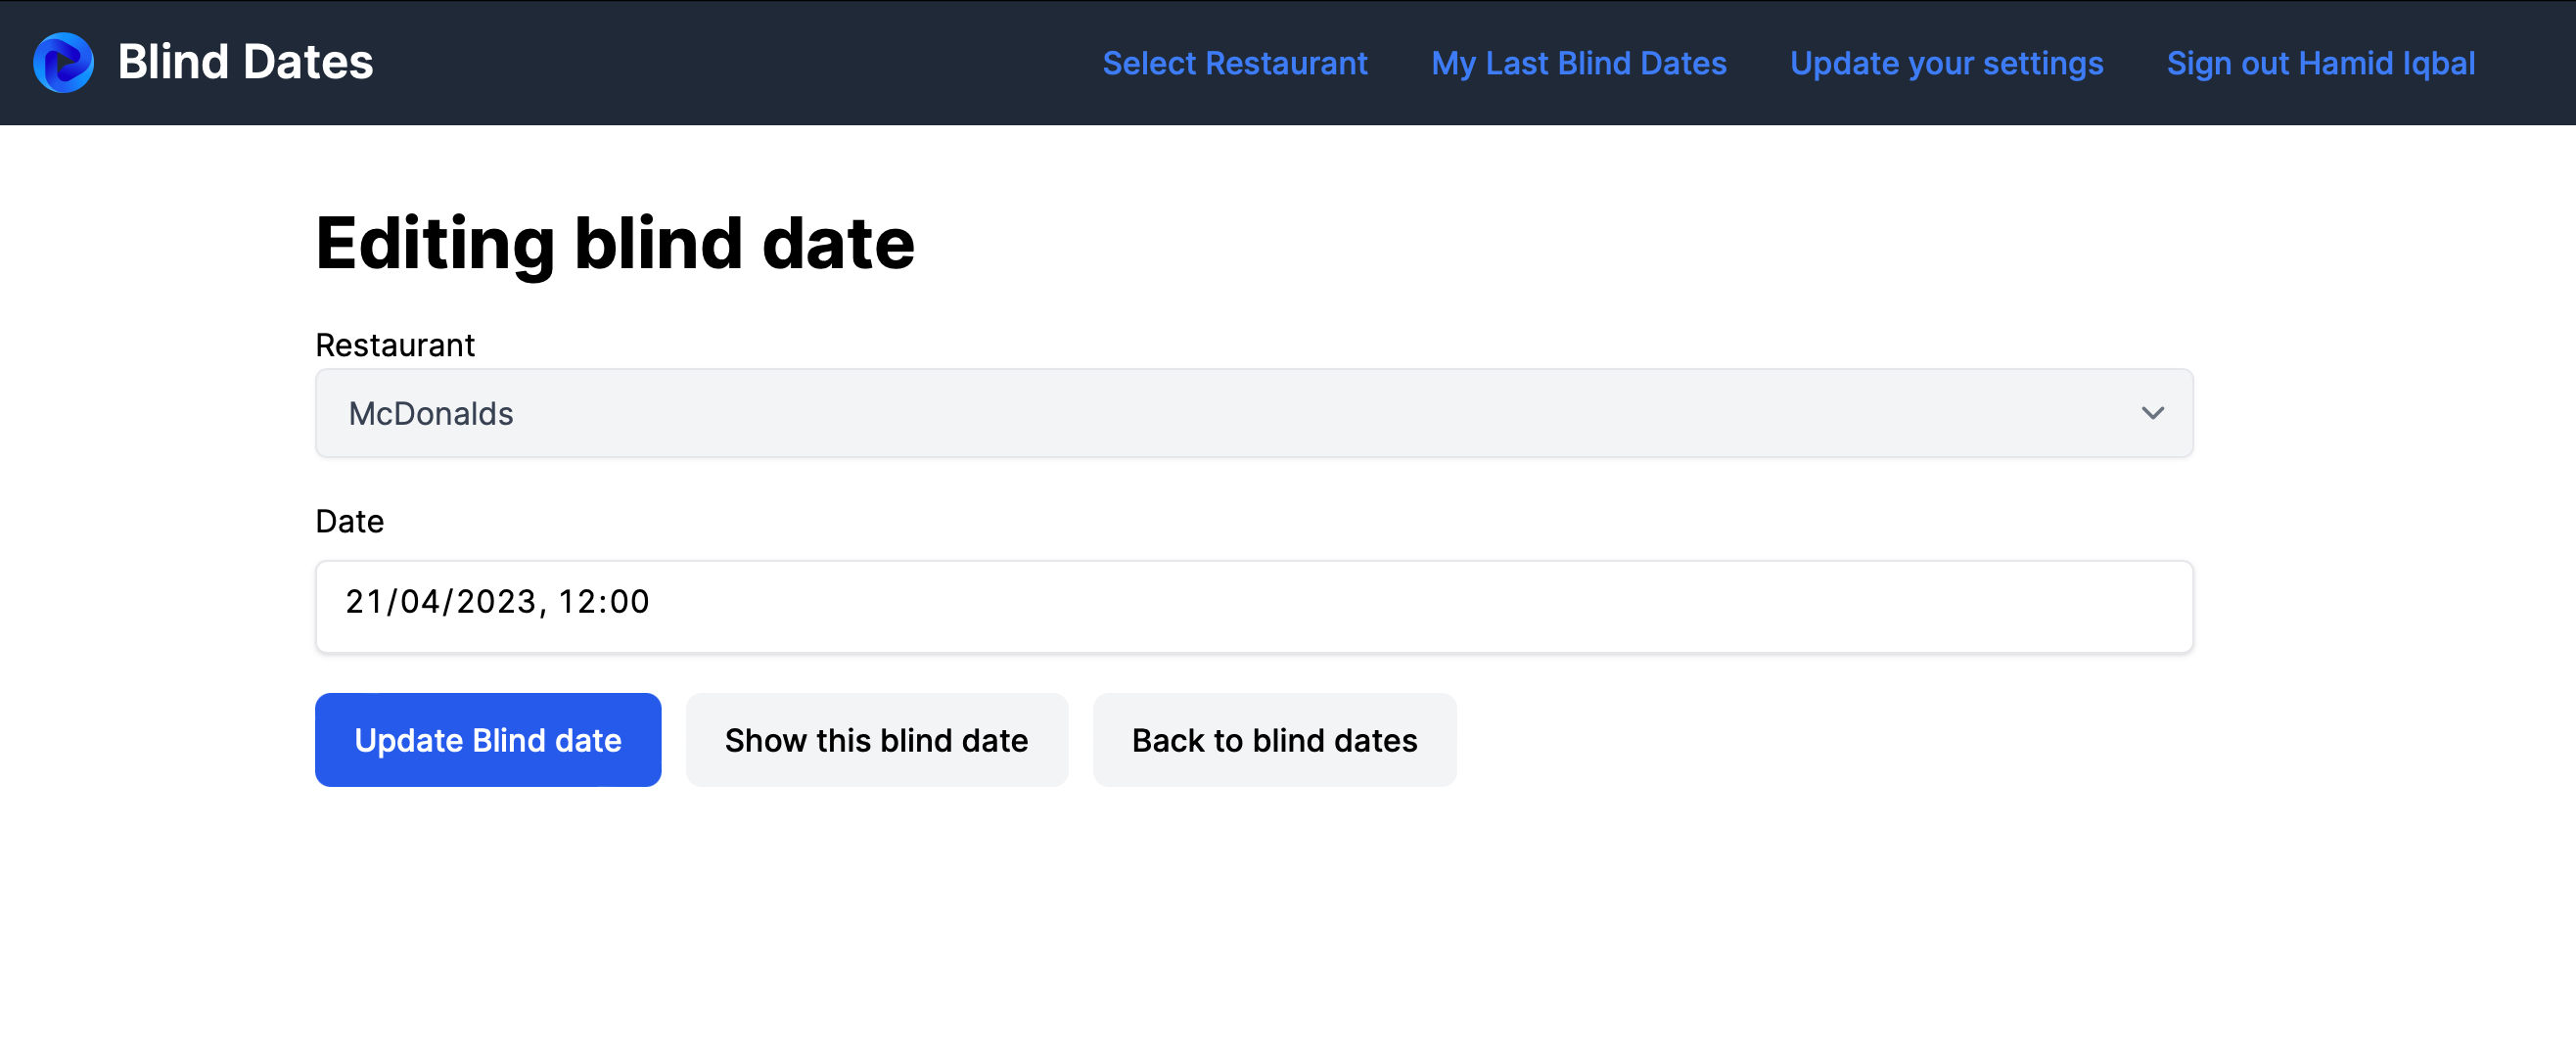 Blind Dates
Select Restaurant
My Last Blind Dates
Update your settings
Sign out Hamid Iqbal
Editing blind date
Restaurant
McDonalds
Date
21/04/2023, 12:00
Update Blind date
Show this blind date
Back to blind dates